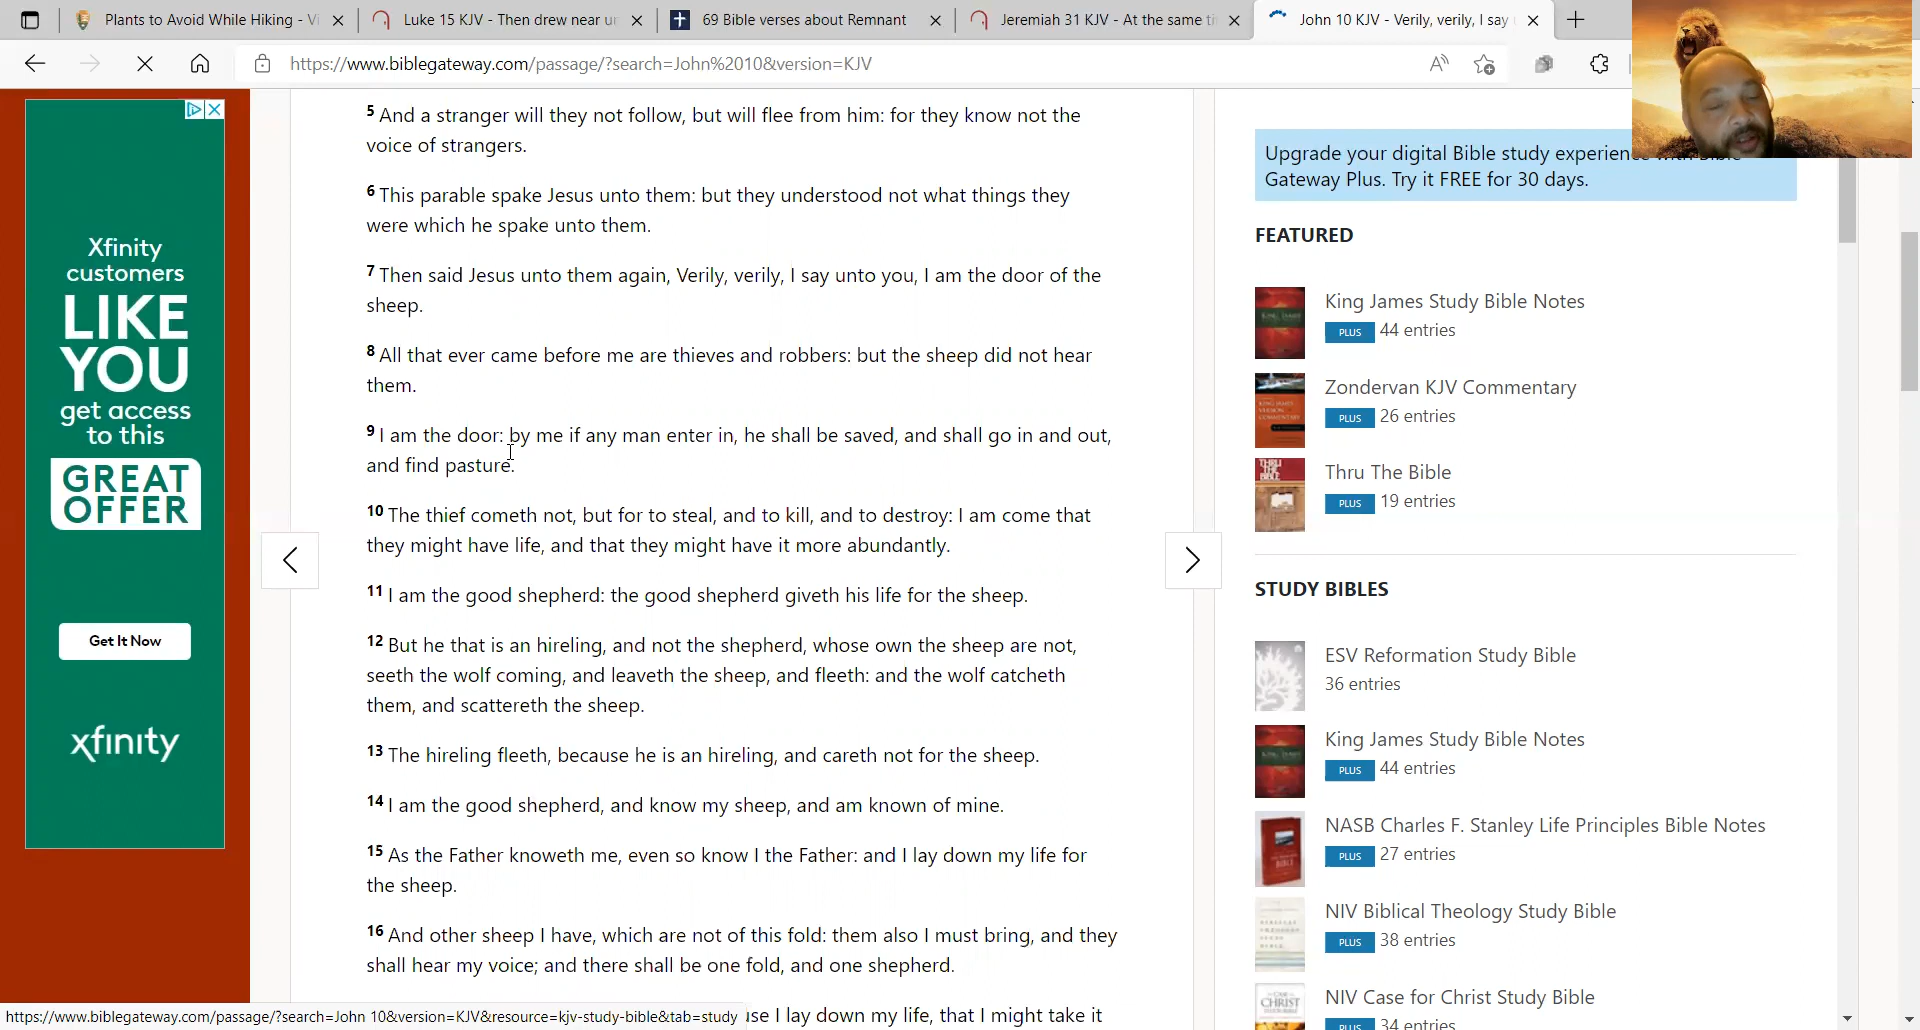 Plants to Avoid While Hiking - Vi
Luke 15 KJV - Then drew near un
69 Bible verses about Remnant
Jeremiah 31 KJV - At the same ti
John 10 KJV - Verily, verily, I say u
https://www.biblegateway.com/passage/?search=John%2010&version=KJV
Xfinity
customers
LIKE
YOU
get access
to this
GREAT
OFFER
Get It Now
xfinity
5 And a stranger will they not follow, but will flee from him: for they know not the
voice of strangers.
6 This parable spake Jesus unto them: but they understood not what things they
were which he spake unto them.
7 Then said Jesus unto them again, Verily, verily, I say unto you, I am the door of the
sheep.
8 All that ever came before me are thieves and robbers: but the sheep did not hear
them.
9 I am the door: by me if any man enter in, he shall be saved, and shall go in and out,
and find pasture.
10 The thief cometh not, but for to steal, and to kill, and to destroy: I am come that
they might have life, and that they might have it more abundantly.
11 I am the good shepherd: the good shepherd giveth his life for the sheep.
12 But he that is an hireling, and not the shepherd, whose own the sheep are not,
seeth the wolf coming, and leaveth the sheep, and fleeth: and the wolf catcheth
them, and scattereth the sheep.
13 The hireling fleeth, because he is an hireling, and careth not for the sheep.
14 I am the good shepherd, and know my sheep, and am known of mine.
15 As the Father knoweth me, even so know I the Father: and I lay down my life for
the sheep.
16 And other sheep I have, which are not of this fold: them also I must bring, and they
shall hear my voice; and there shall be one fold, and one shepherd.
use I lay down my life, that I might take it
https://www.biblegateway.com/passage/?search=John 10&version=KJV&resource=kjv-study-bible&tab=study
Upgrade your digital Bible study experience with Bible
Gateway Plus. Try it FREE for 30 days.
FEATURED
King James Study Bible Notes
PLUS 44 entries
Zondervan KJV Commentary
PLUS 26 entries
Thru The Bible
PLUS 19 entries
STUDY BIBLES
ESV Reformation Study Bible
36 entries
King James Study Bible Notes
PLUS 44 entries
NASB Charles F. Stanley Life Principles Bible Notes
PLUS 27 entries
NIV Biblical Theology Study Bible
PLUS 38 entries
NIV Case for Christ Study Bible
PLUS 34 entries